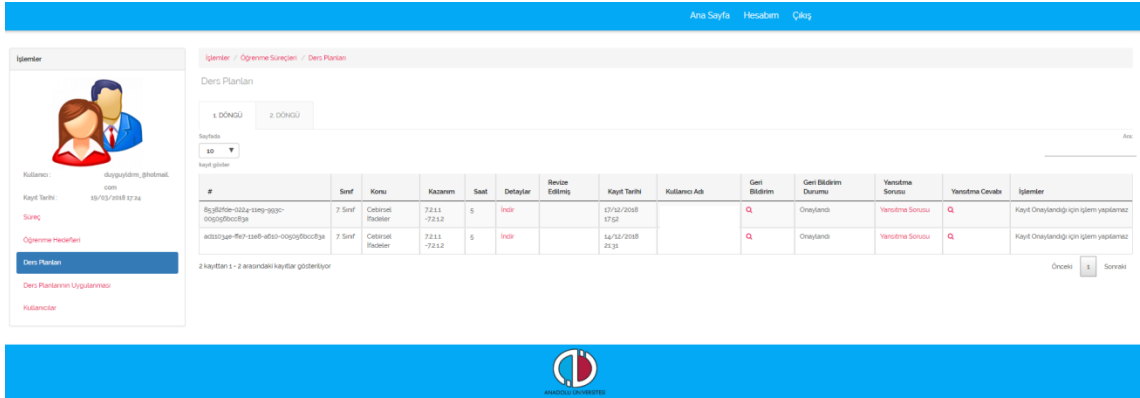 Ana Sayfa Hesabım Çıkış
İşlemler
Kullanıcı : duyguyldrm_@hotmail.
com
Kayıt Tarihi : 19/03/2018 17:24
Süreç
Öğrenme Hedefleri
Ders Planları
Ders Planlarının Uygulanması
Kullanıcılar
İşlemler / Öğrenme Süreçleri / Ders Planları
Ders Planları
1. DÖNGÜ 2. DÖNGÜ
Sayfada
10
kayıt göster
Ara:
# Sınıf Konu Kazanım Saat Detaylar Revize Edilmiş Kayıt Tarihi Kullanıcı Adı Geri Bildirim Geri Bildirim Durumu Yansıtma Sorusu Yansıtma Cevabı İşlemler
85382fde-0224-11e9-993c-
005056bcc83a 7. Sınıf Cebirsel İfadeler 7.2.1.1 -7.2.1.2 5 İndir 17/12/2018 17:52 Onaylandı Yansıtma Sorusu Kayıt Onaylandığı için işlem yapılamaz
ad11034e-ffe7-11e8-a610-005056bcc83a 7. Sınıf Cebirsel İfadeler 7.2.1.1 -7.2.1.2 5 İndir 14/12/2018 21:31 Onaylandı Yansıtma Sorusu Kayıt Onaylandığı için işlem yapılamaz
2 kayıttan 1 - 2 arasındaki kayıtlar gösteriliyor
Önceki 1 Sonraki
ANADOLU ÜNİVERSİTESİ